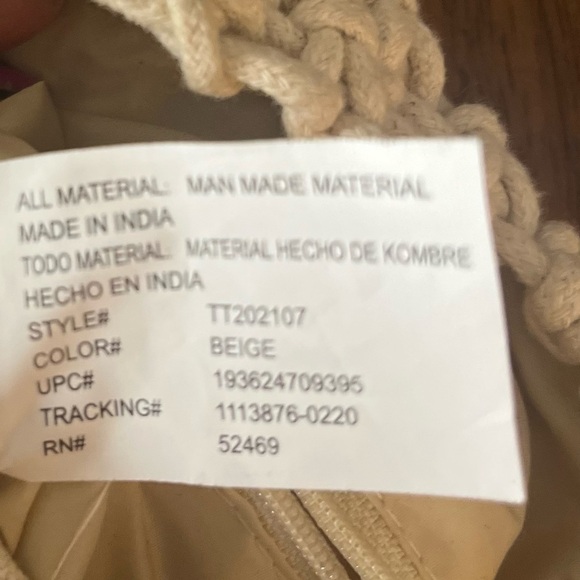 ALL MATERIAL: MAN MADE MATERIAL
MADE IN INDIA
TODO MATERIAL: MATERIAL HECHO DE KOMBRE
HECHO EN INDIA
STYLE# TT202107
COLOR# BEIGE
UPC# 193624709395
TRACKING# 1113876-0220
RN# 52469